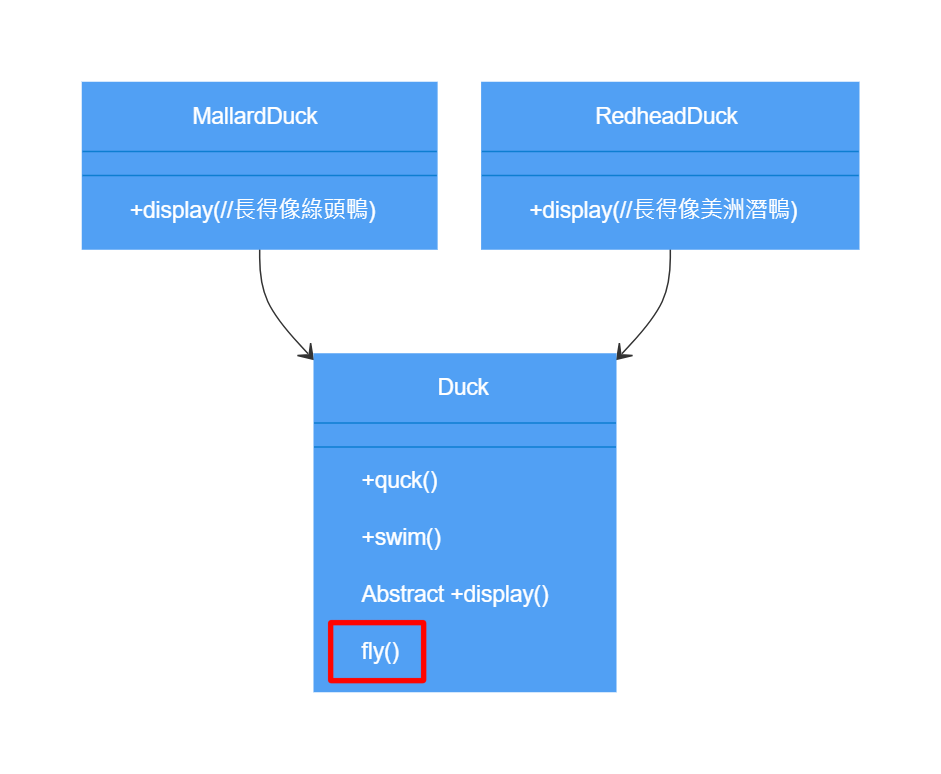 MallardDuck
+display(//長得像綠頭鴨)
RedheadDuck
+display(//長得像美洲潛鴨)
Duck
+quck()
+swim()
Abstract +display()
fly()